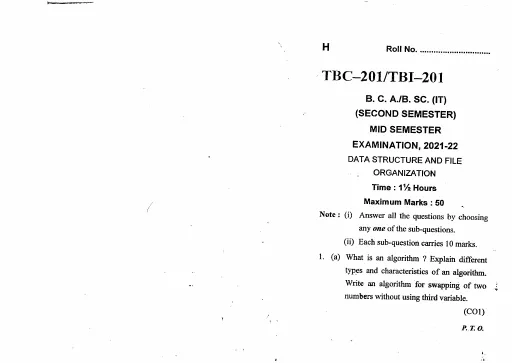 H Roll No. ..............................
TBC–201/TBI–201
B. C. A./B. SC. (IT)
(SECOND SEMESTER)
MID SEMESTER
EXAMINATION, 2021-22
DATA STRUCTURE AND FILE
ORGANIZATION
Time : 1½ Hours
Maximum Marks : 50
Note : (i) Answer all the questions by choosing
any one of the sub-questions.
(ii) Each sub-question carries 10 marks.
1. (a) What is an algorithm ? Explain different
types and characteristics of an algorithm.
Write an algorithm for swapping of two
numbers without using third variable.
(CO1)
P. T. O.